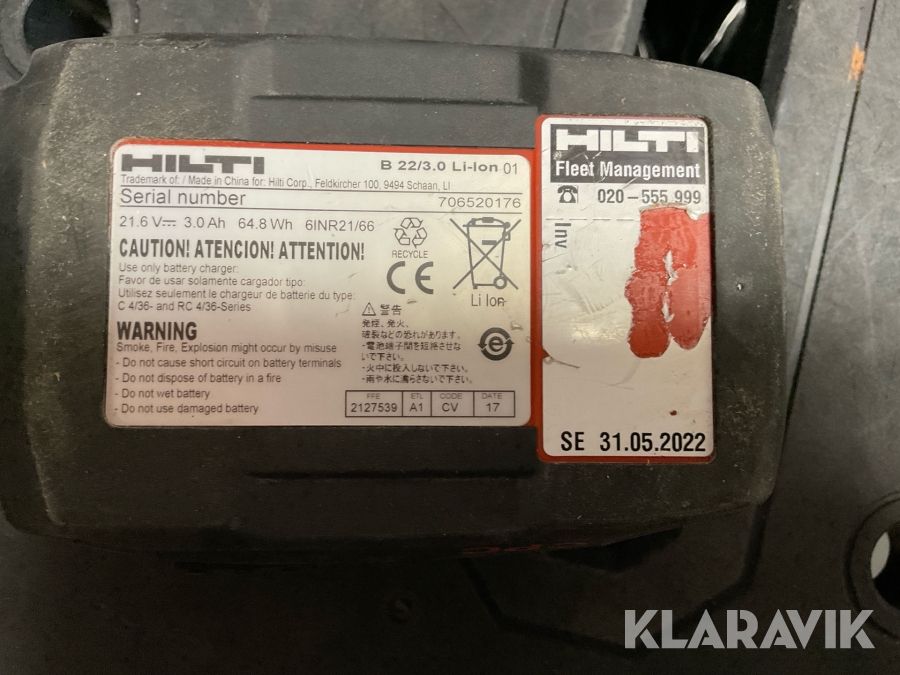 HILTI
B 22/3.0 Li-Ion 01
Trademark of: / Made in China for: Hilti Corp., Feldkircher 100, 9494 Schaan, LI
Serial number
706520176
21.6 V 3.0 Ah 64.8 Wh 6INR21/66
CAUTION! ATENCION! ATTENTION!
Use only battery charger:
Favor de usar solamente cargador tipo:
Utilisez seulement le chargeur de batterie du type:
C 4/36- and RC 4/36-Series
RECYCLE
CE
Li Ion
WARNING
Smoke, Fire, Explosion might occur by misuse
- Do not cause short circuit on battery terminals
- Do not dispose of battery in a fire
- Do not wet battery
- Do not use damaged battery
⚠ 警告
発煙、発火、
破裂などの恐れがあります。
・電池端子間を短絡させな
いで下さい。
・火中に投入しないで下さい。
・雨や水に濡らさないで下さい。
FFE ETL CODE DATE
2127539 A1 CV 17
HILTI
Fleet Management
☎ 020-555 999
Inv
SE 31.05.2022
KLARAVIK